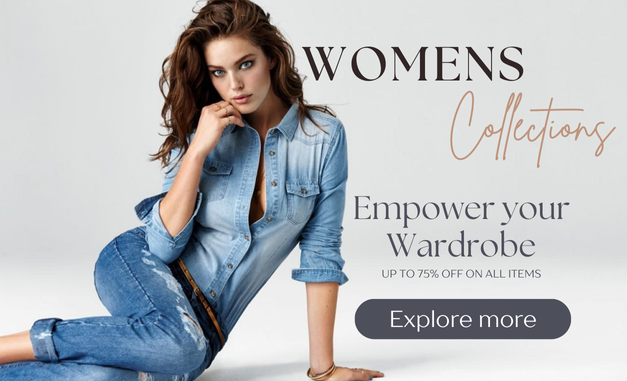 WOMENS
Collections
Empower your
Wardrobe
UP TO 75% OFF ON ALL ITEMS
Explore more